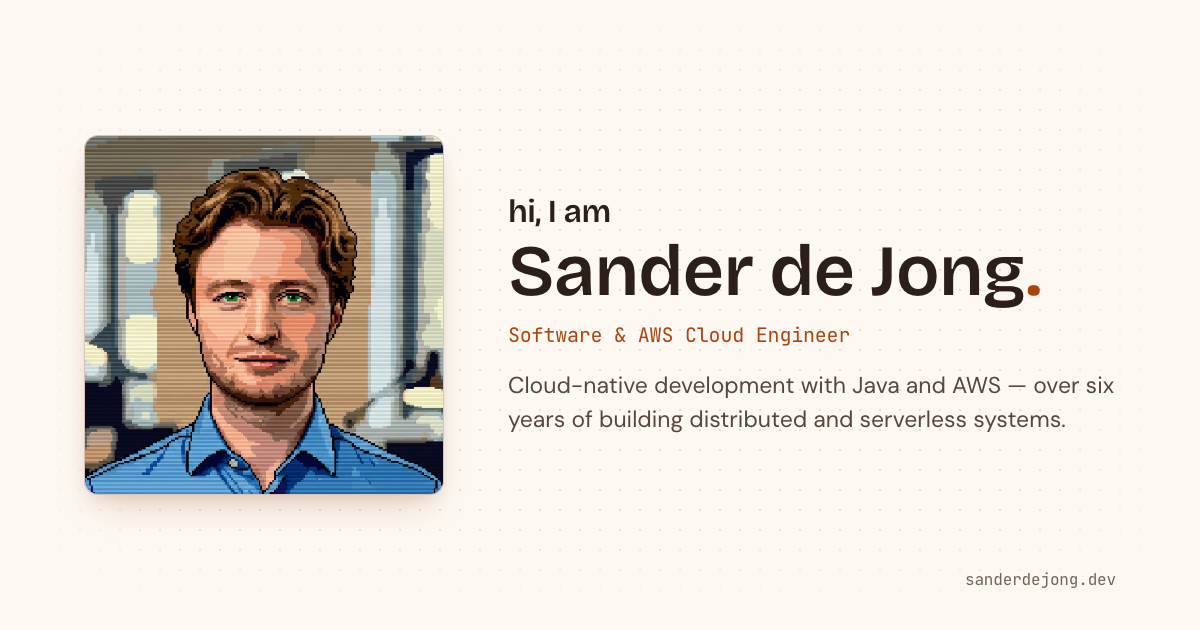 hi, I am
Sander de Jong.
Software & AWS Cloud Engineer
Cloud-native development with Java and AWS — over six
years of building distributed and serverless systems.
sanderdejong.dev